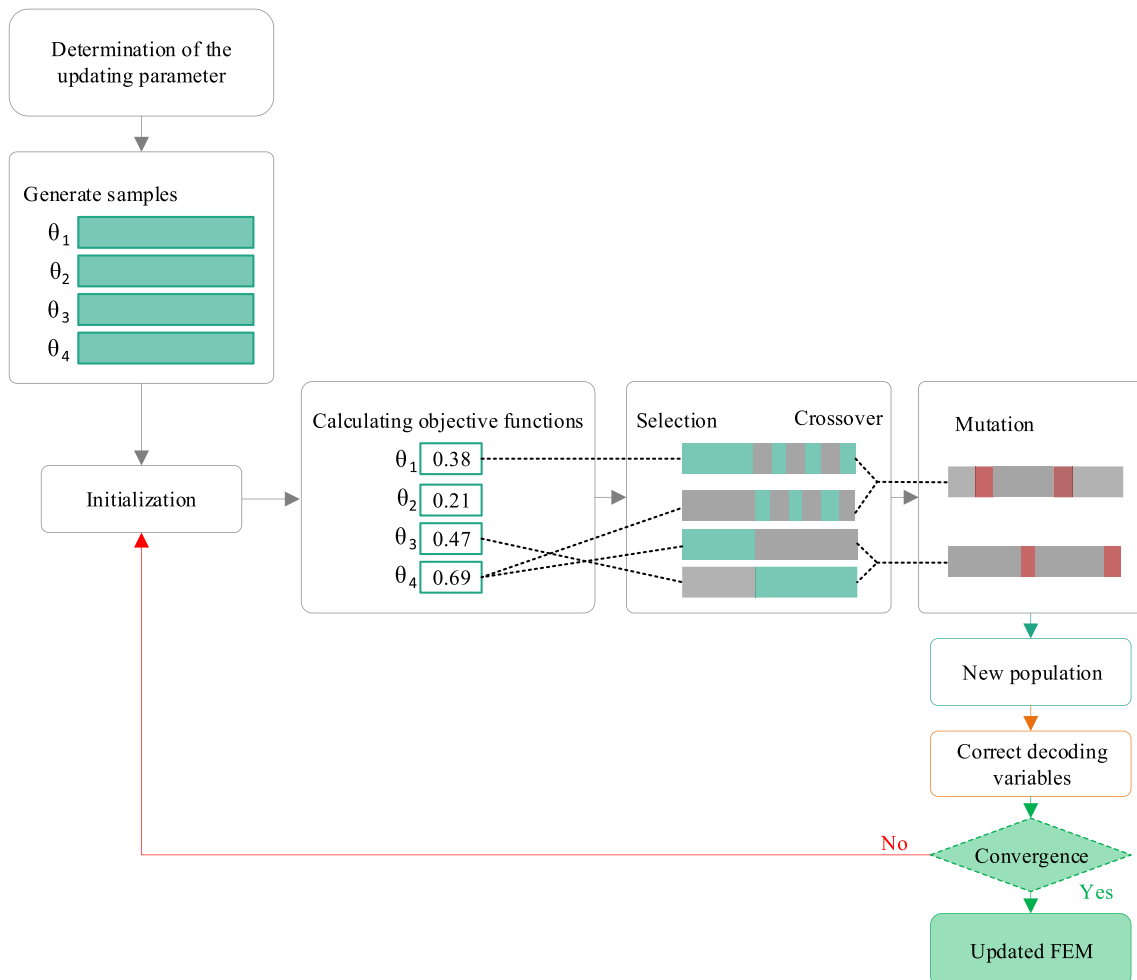 Determination of the
updating parameter
Generate samples
θ1
θ2
θ3
θ4
Initialization
Calculating objective functions
θ1 0.38
θ2 0.21
θ3 0.47
θ4 0.69
Selection
Crossover
Mutation
New population
Correct decoding
variables
Convergence
No
Yes
Updated FEM